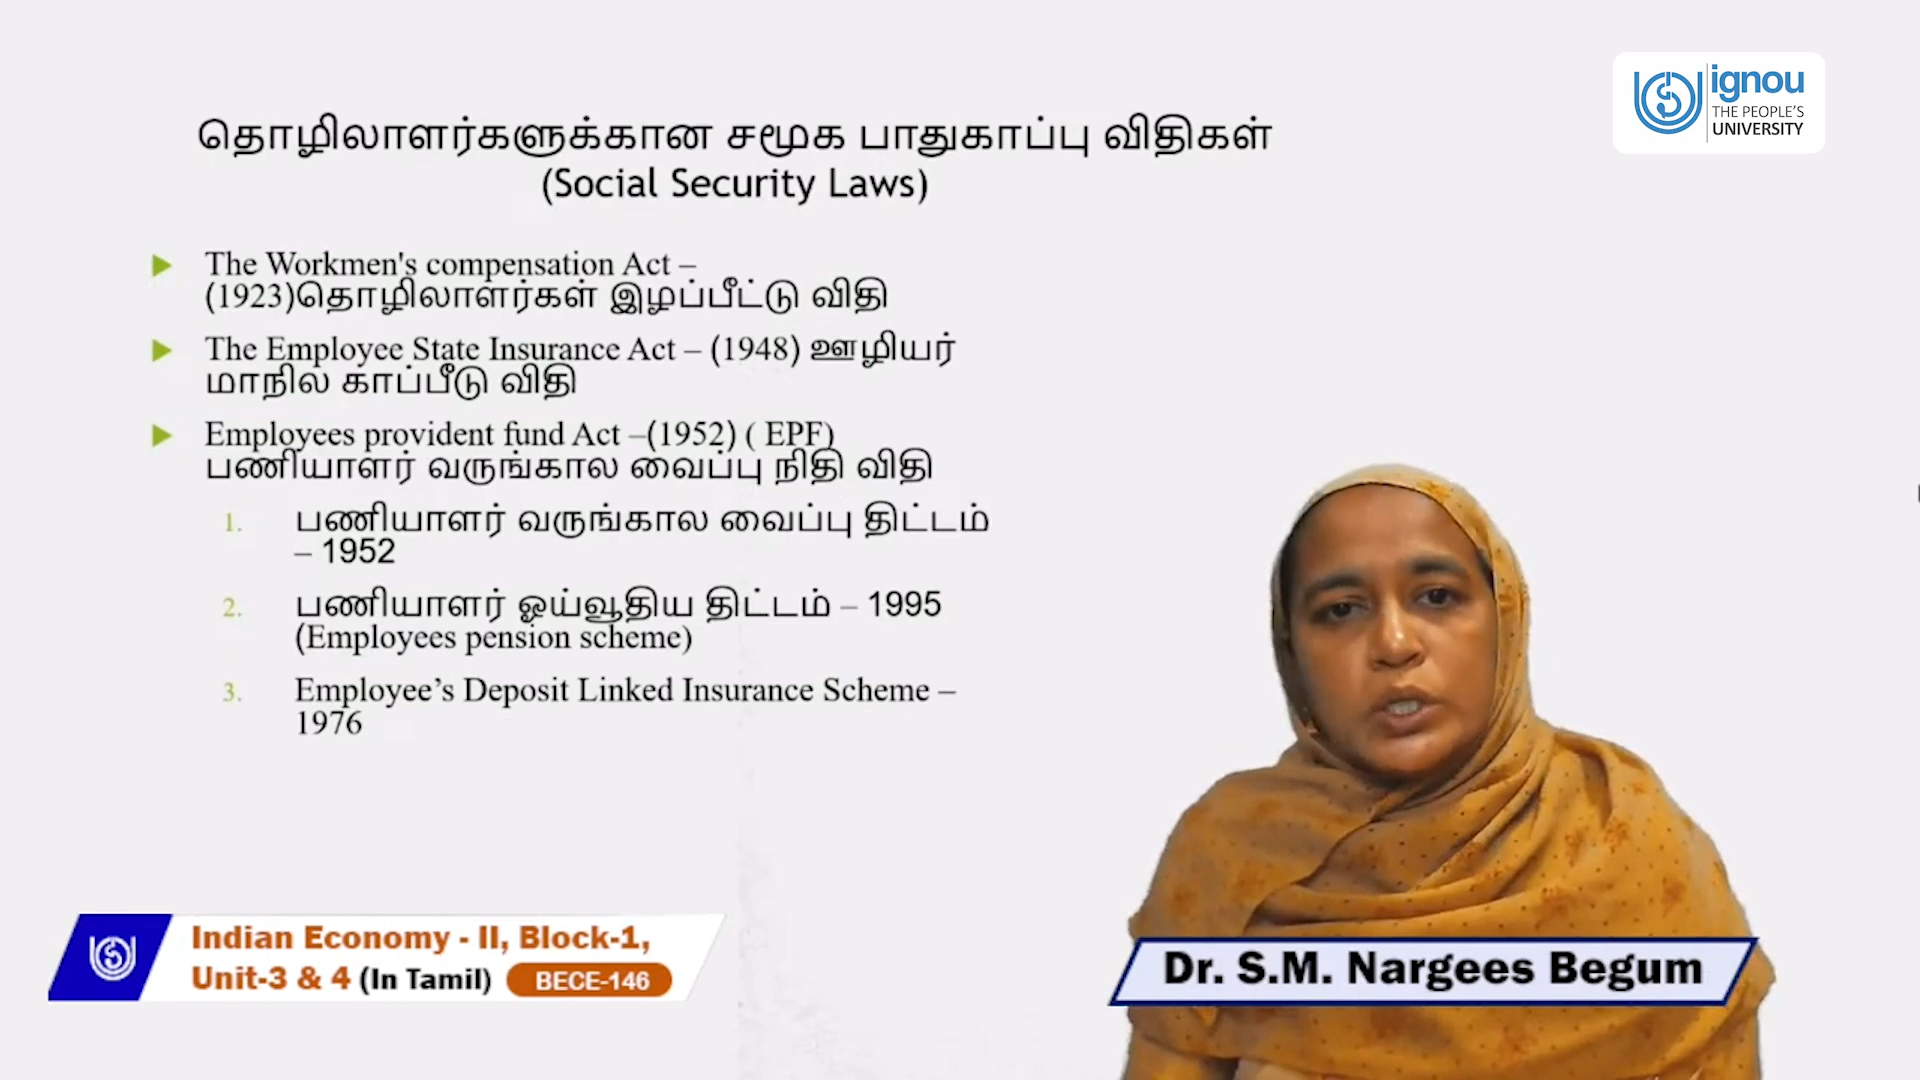 ignou
THE PEOPLE'S
UNIVERSITY
தொழிலாளர்களுக்கான சமூக பாதுகாப்பு விதிகள்
(Social Security Laws)
The Workmen's compensation Act –
(1923)தொழிலாளர்கள் இழப்பீட்டு விதி
The Employee State Insurance Act – (1948) ஊழியர்
மாநில காப்பீடு விதி
Employees provident fund Act –(1952) ( EPF)
பணியாளர் வருங்கால வைப்பு நிதி விதி
1. பணியாளர் வருங்கால வைப்பு திட்டம்
– 1952
2. பணியாளர் ஓய்வூதிய திட்டம் – 1995
(Employees pension scheme)
3. Employee’s Deposit Linked Insurance Scheme –
1976
Indian Economy - II, Block-1,
Unit-3 & 4 (In Tamil) BECE-146
Dr. S.M. Nargees Begum